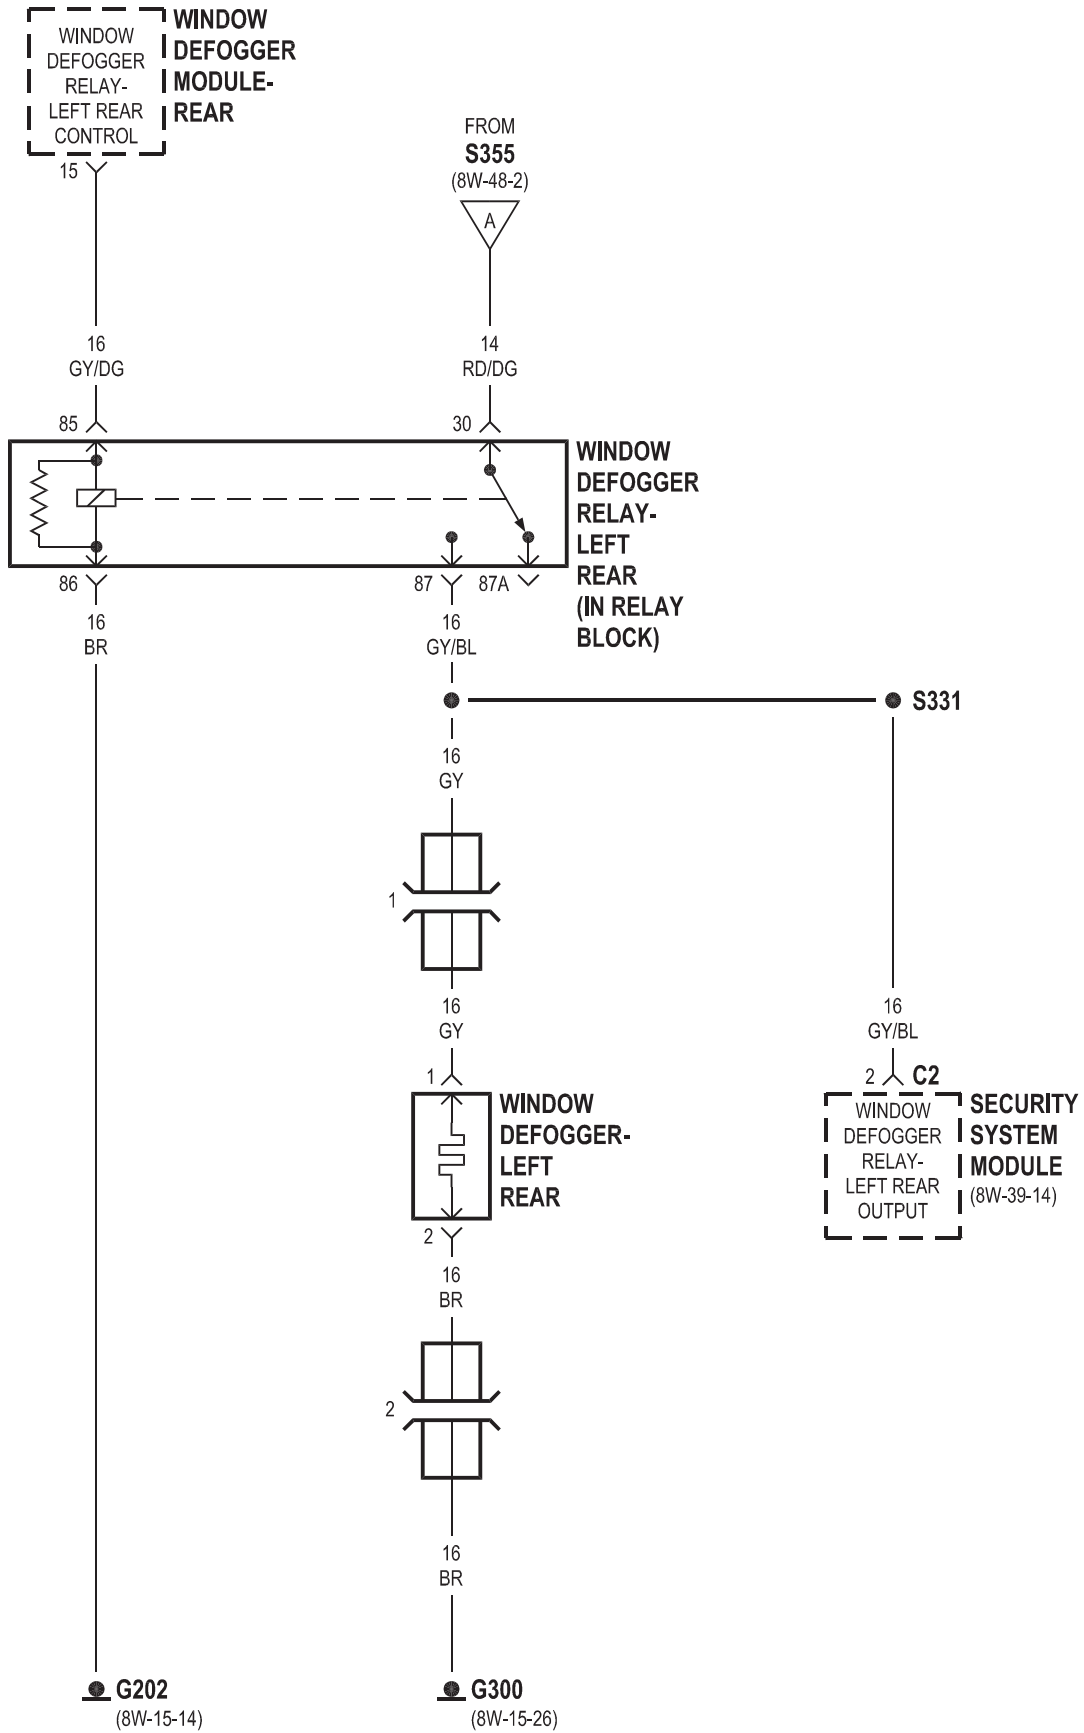 WINDOW
DEFOGGER
RELAY-
LEFT REAR
CONTROL
WINDOW
DEFOGGER
MODULE-
REAR
15
FROM
S355
(8W-48-2)
A
16
GY/DG
14
RD/DG
85
30
WINDOW
DEFOGGER
RELAY-
LEFT
REAR
(IN RELAY
BLOCK)
86
87
87A
16
BR
16
GY/BL
S331
16
GY
1
16
GY
16
GY/BL
1
2
C2
WINDOW
DEFOGGER-
LEFT
REAR
WINDOW
DEFOGGER
RELAY-
LEFT REAR
OUTPUT
SECURITY
SYSTEM
MODULE
(8W-39-14)
2
16
BR
2
16
BR
G202
(8W-15-14)
G300
(8W-15-26)